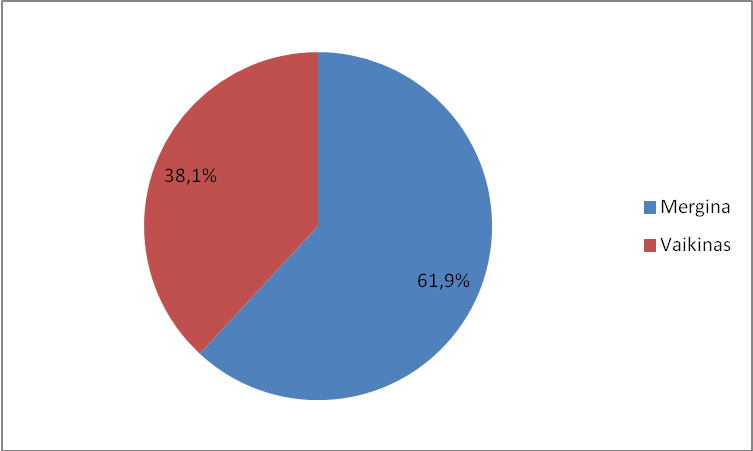 38,1%
61,9%
Mergina
Vaikinas